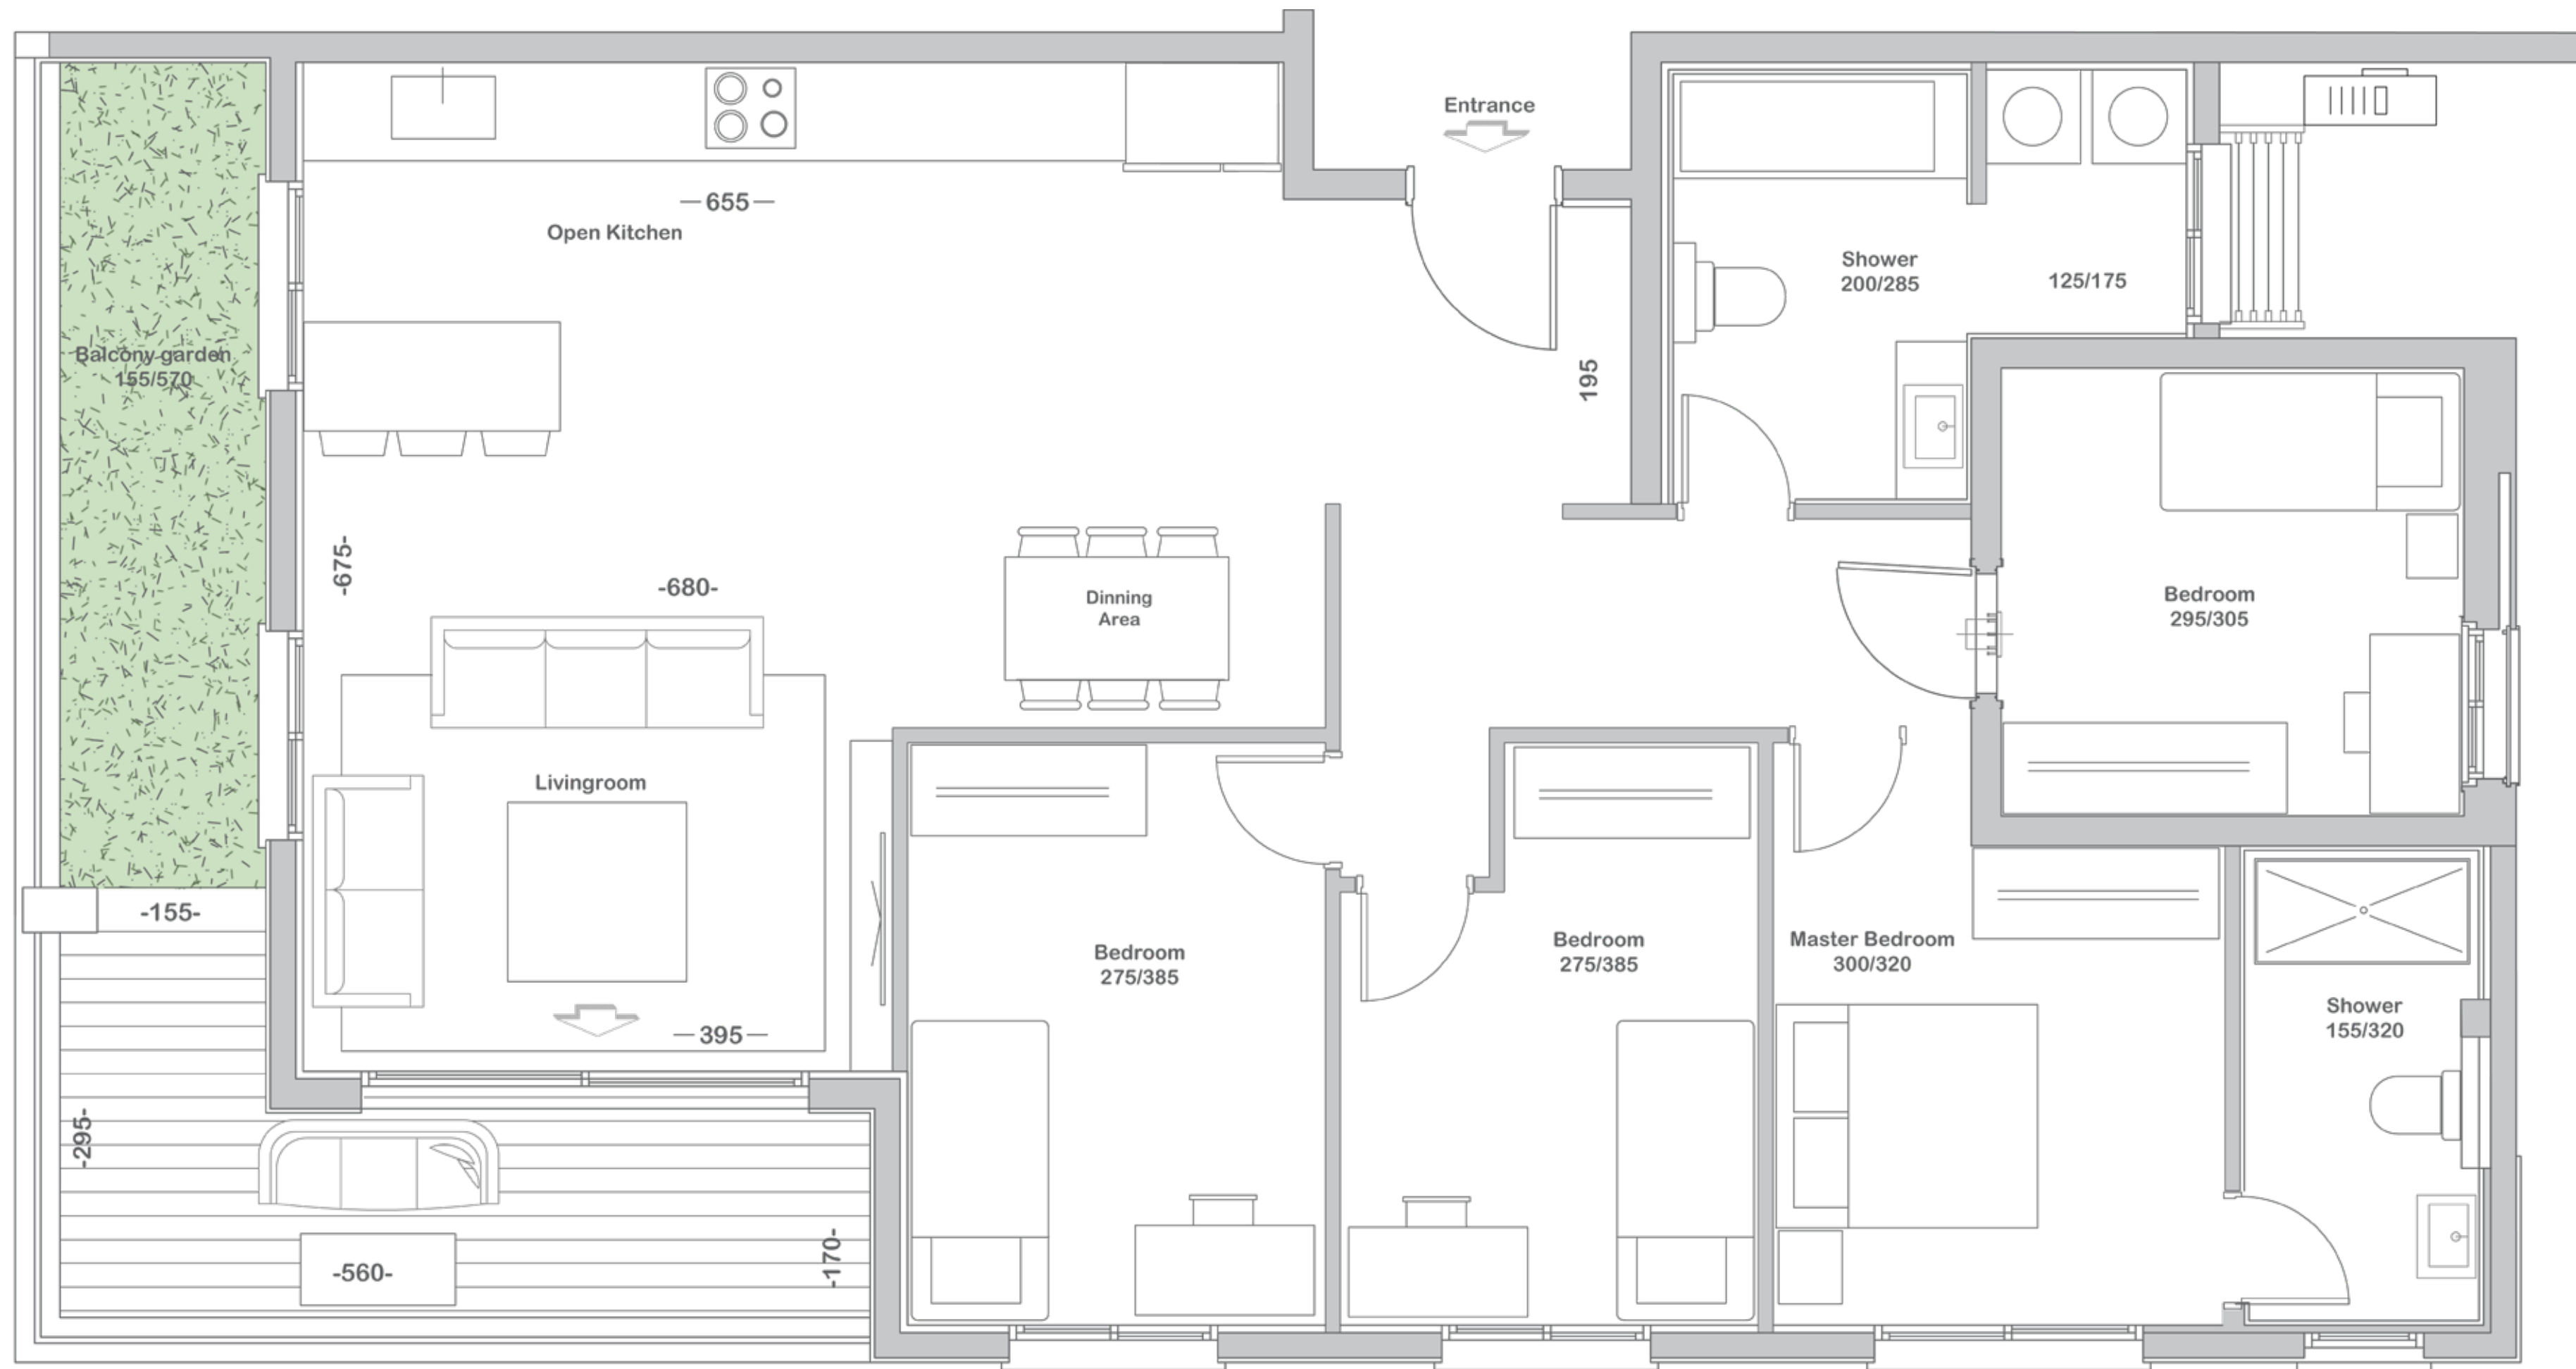 Entrance
—655—
Open Kitchen
Shower
200/285
125/175
Balcony garden
155/570
195
-675-
-680-
Dinning
Area
Bedroom
295/305
Livingroom
-155-
Bedroom
275/385
Bedroom
275/385
Master Bedroom
300/320
Shower
155/320
—395—
-295-
-170-
-560-